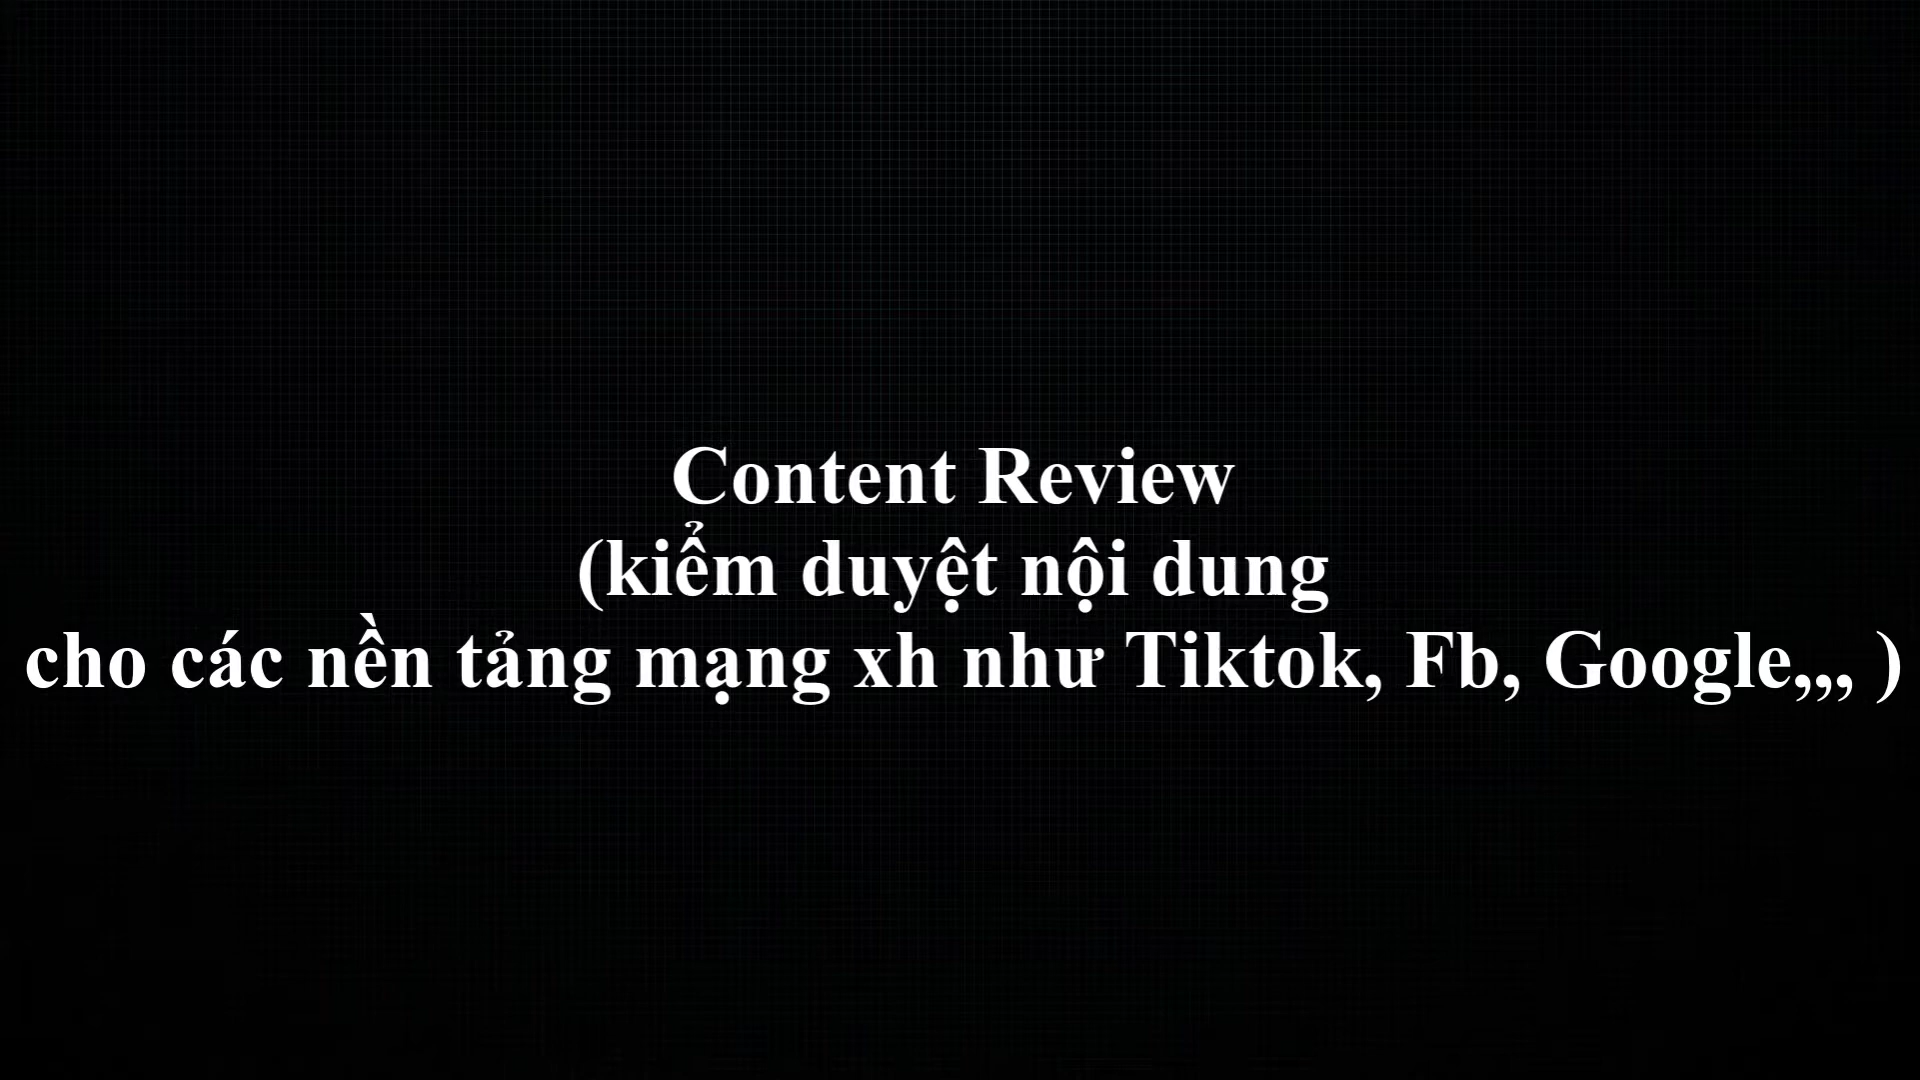 Content Review
(kiểm duyệt nội dung
cho các nền tảng mạng xh như Tiktok, Fb, Google,,, )